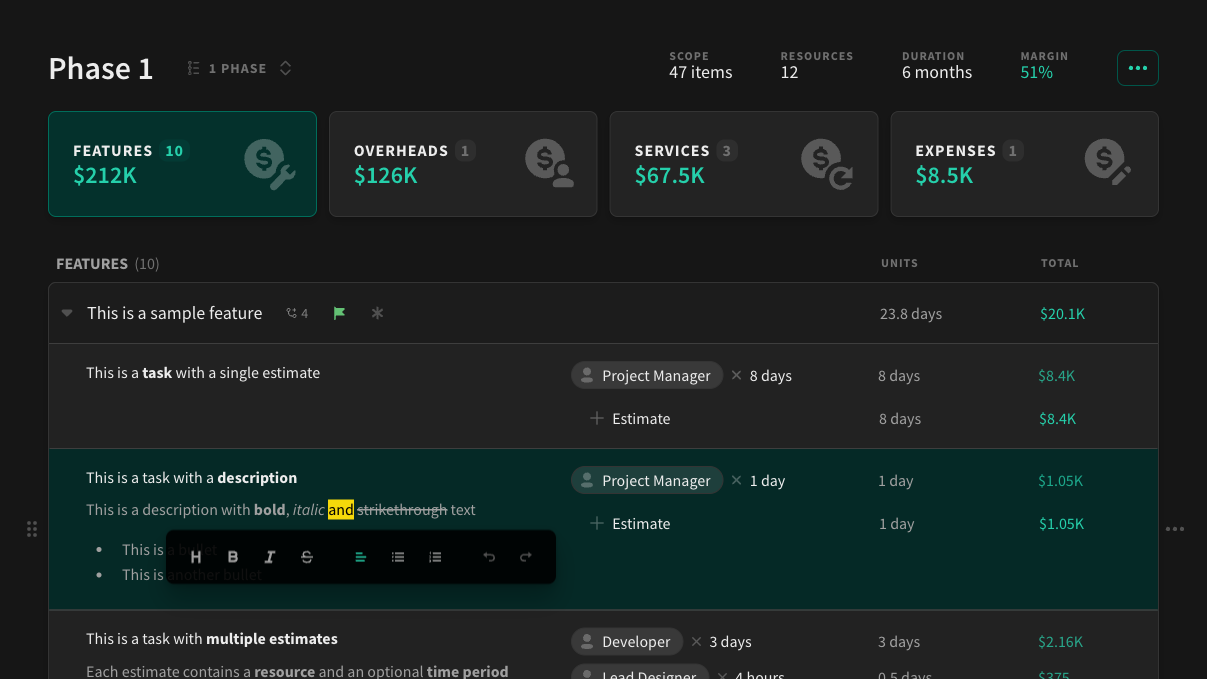 Phase 1
1 PHASE
SCOPE
47 items
RESOURCES
12
DURATION
6 months
MARGIN
51%
FEATURES 10
$212K
OVERHEADS 1
$126K
SERVICES 3
$67.5K
EXPENSES 1
$8.5K
FEATURES (10)
UNITS
TOTAL
This is a sample feature 4
23.8 days
$20.1K
This is a task with a single estimate
Project Manager × 8 days
8 days
$8.4K
+ Estimate
8 days
$8.4K
This is a task with a description
Project Manager × 1 day
1 day
$1.05K
This is a description with bold, italic and strikethrough text
+ Estimate
1 day
$1.05K
• This is a bullet
• This is another bullet
H B I S
This is a task with multiple estimates
Developer × 3 days
3 days
$2.16K
Each estimate contains a resource and an optional time period
Lead Designer × 4 hours
0.5 days
$375